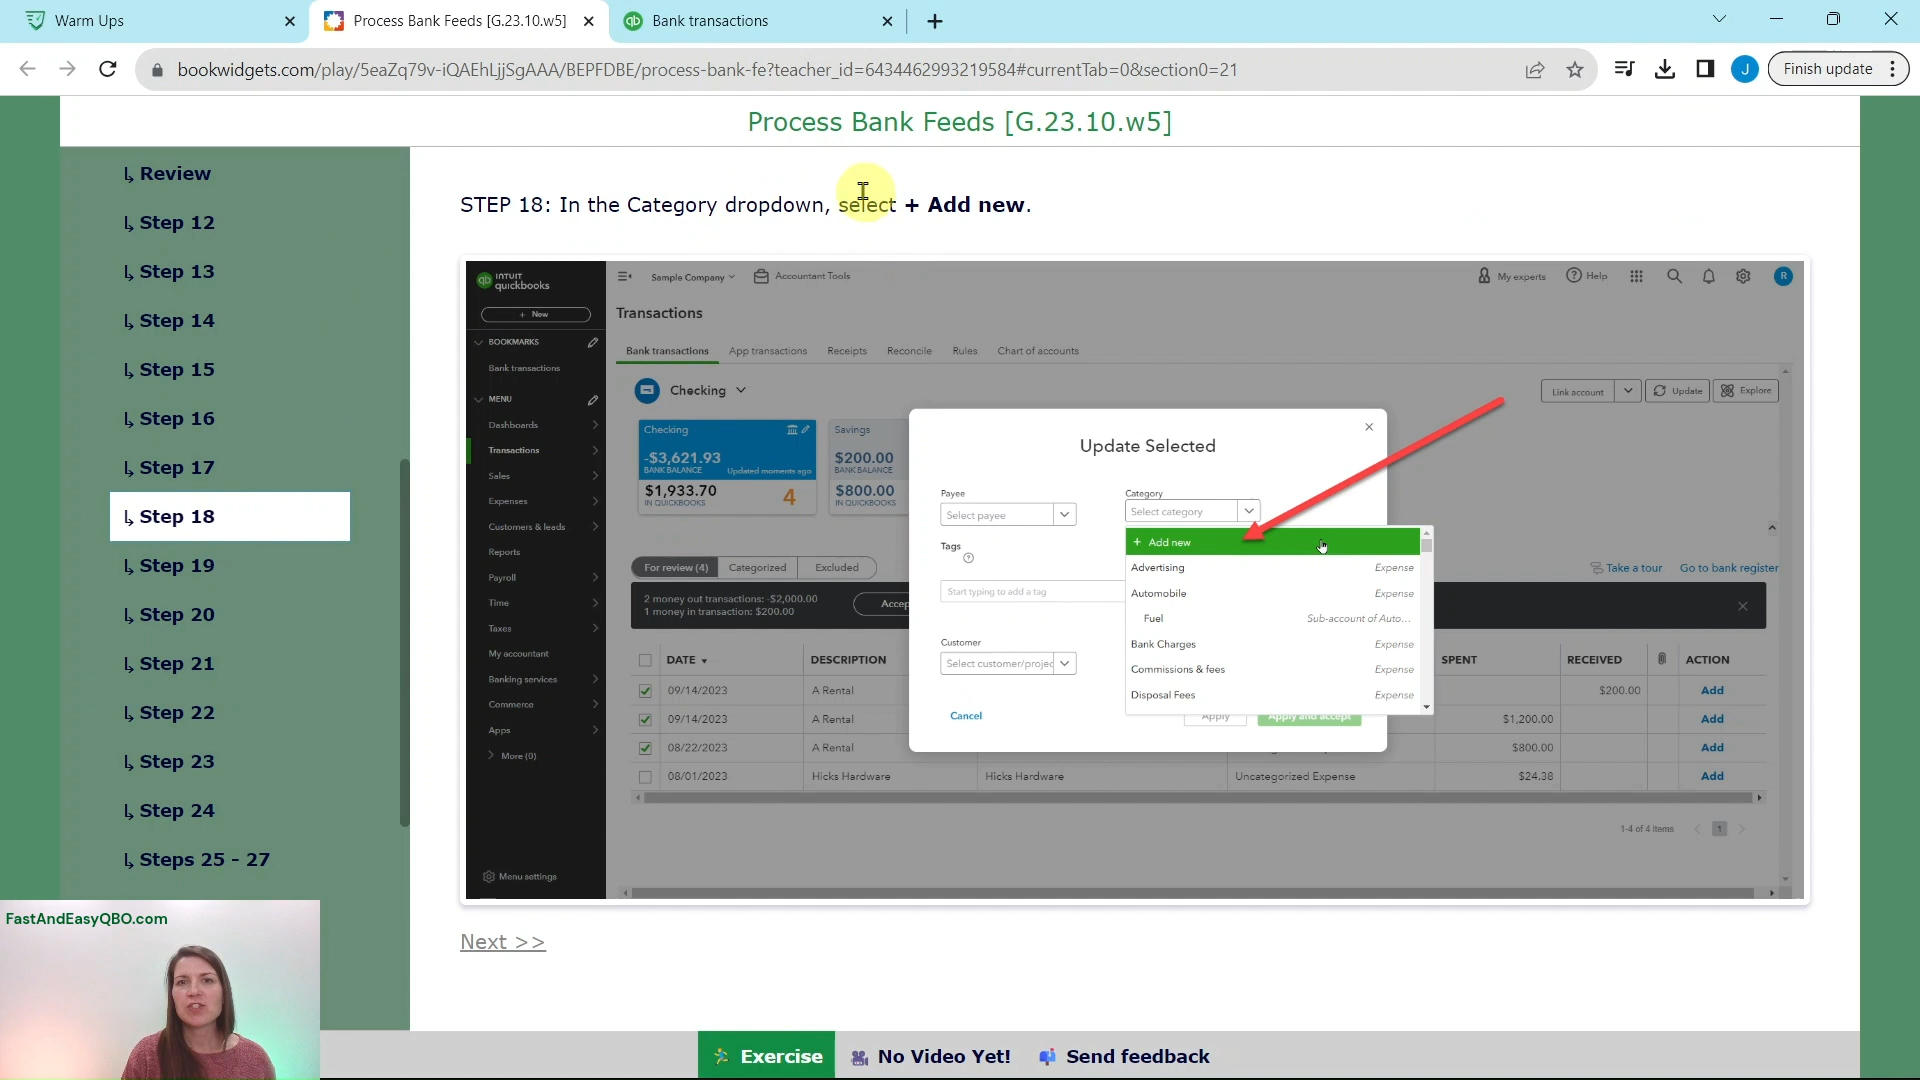 Warm Ups
Process Bank Feeds [G.23.10.w5]
Bank transactions
bookwidgets.com/play/5eaZq79v-iQAEhLjjSgAAA/BEPFDBE/process-bank-fe?teacher_id=6434462993219584#currentTab=0&section0=21
J
Finish update
Process Bank Feeds [G.23.10.w5]
Review
Step 12
Step 13
Step 14
Step 15
Step 16
Step 17
Step 18
Step 19
Step 20
Step 21
Step 22
Step 23
Step 24
Steps 25 - 27
STEP 18: In the Category dropdown, select + Add new.
INTUIT
quickbooks
+ New
BOOKMARKS
Bank transactions
MENU
Dashboards
Transactions
Sales
Expenses
Customers & leads
Reports
Payroll
Time
Taxes
My accountant
Banking services
Commerce
Apps
More (0)
Menu settings
Sample Company
Accountant Tools
My experts
Help
R
Transactions
Bank transactions
App transactions
Receipts
Reconcile
Rules
Chart of accounts
Checking
Link account
Update
Explore
Checking
-$3,621.93
BANK BALANCE
Updated moments ago
$1,933.70
IN QUICKBOOKS
4
Savings
$200.00
BANK BALANCE
$800.00
IN QUICKBOOKS
For review (4)
Categorized
Excluded
Take a tour
Go to bank register
2 money out transactions: -$2,000.00
1 money in transaction: $200.00
Accep
Update Selected
Payee
Select payee
Category
Select category
Tags
Start typing to add a tag
Customer
Select customer/projec
Cancel
Apply
Apply and accept
+ Add new
Advertising Expense
Automobile Expense
Fuel Sub-account of Auto...
Bank Charges Expense
Commissions & fees Expense
Disposal Fees Expense
DATE DESCRIPTION SPENT RECEIVED ACTION
09/14/2023 A Rental $200.00 Add
09/14/2023 A Rental $1,200.00 Add
08/22/2023 A Rental $800.00 Add
08/01/2023 Hicks Hardware Hicks Hardware Uncategorized Expense $24.38 Add
1-4 of 4 items
1
Next >>
FastAndEasyQBO.com
Exercise
No Video Yet!
Send feedback